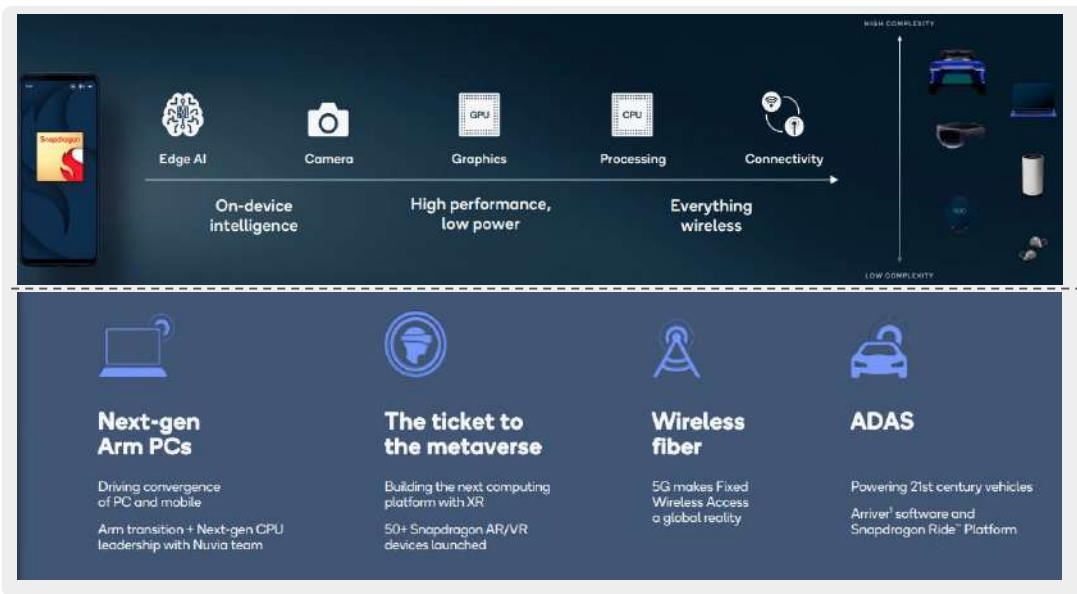 HIGH COMPLEXITY
Snapdragon
GPU
CPU
Edge AI
Camera
Graphics
Processing
Connectivity
On-device
intelligence
High performance,
low power
Everything
wireless
LOW COMPLEXITY
Next-gen
Arm PCs
Driving convergence
of PC and mobile
Arm transition + Next-gen CPU
leadership with Nuvia team
The ticket to
the metaverse
Building the next computing
platform with XR
50+ Snapdragon AR/VR
devices launched
Wireless
fiber
5G makes Fixed
Wireless Access
a global reality
ADAS
Powering 21st century vehicles
Arriver¹ software and
Snapdragon Ride™ Platform